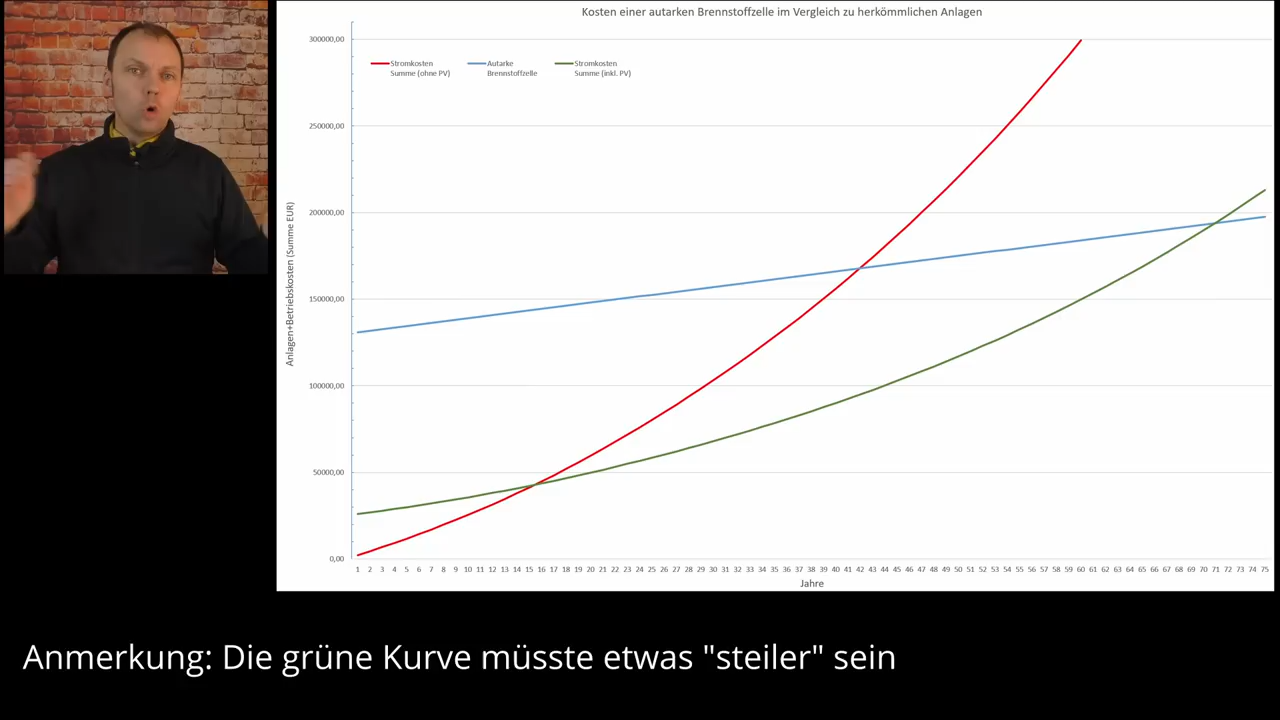 Kosten einer autarken Brennstoffzelle im Vergleich zu herkömmlichen Anlagen
300000,00
250000,00
200000,00
150000,00
100000,00
50000,00
0,00
Stromkosten
Summe (ohne PV)
Autarke
Brennstoffzelle
Stromkosten
Summe (inkl. PV)
Anlagen+Betriebskosten (Summe EUR)
1 2 3 4 5 6 7 8 9 10 11 12 13 14 15 16 17 18 19 20 21 22 23 24 25 26 27 28 29 30 31 32 33 34 35 36 37 38 39 40 41 42 43 44 45 46 47 48 49 50 51 52 53 54 55 56 57 58 59 60 61 62 63 64 65 66 67 68 69 70 71 72 73 74 75
Jahre
Anmerkung: Die grüne Kurve müsste etwas "steiler" sein